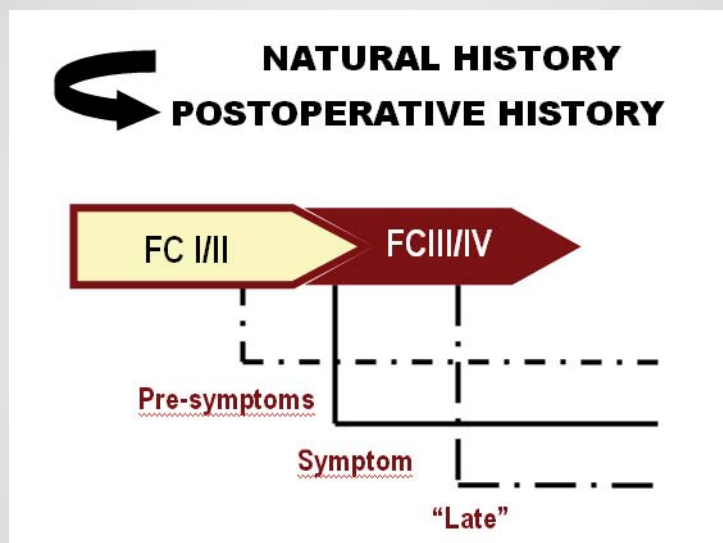 NATURAL HISTORY
POSTOPERATIVE HISTORY
FC I/II
FCIII/IV
Pre-symptoms
Symptom
“Late”